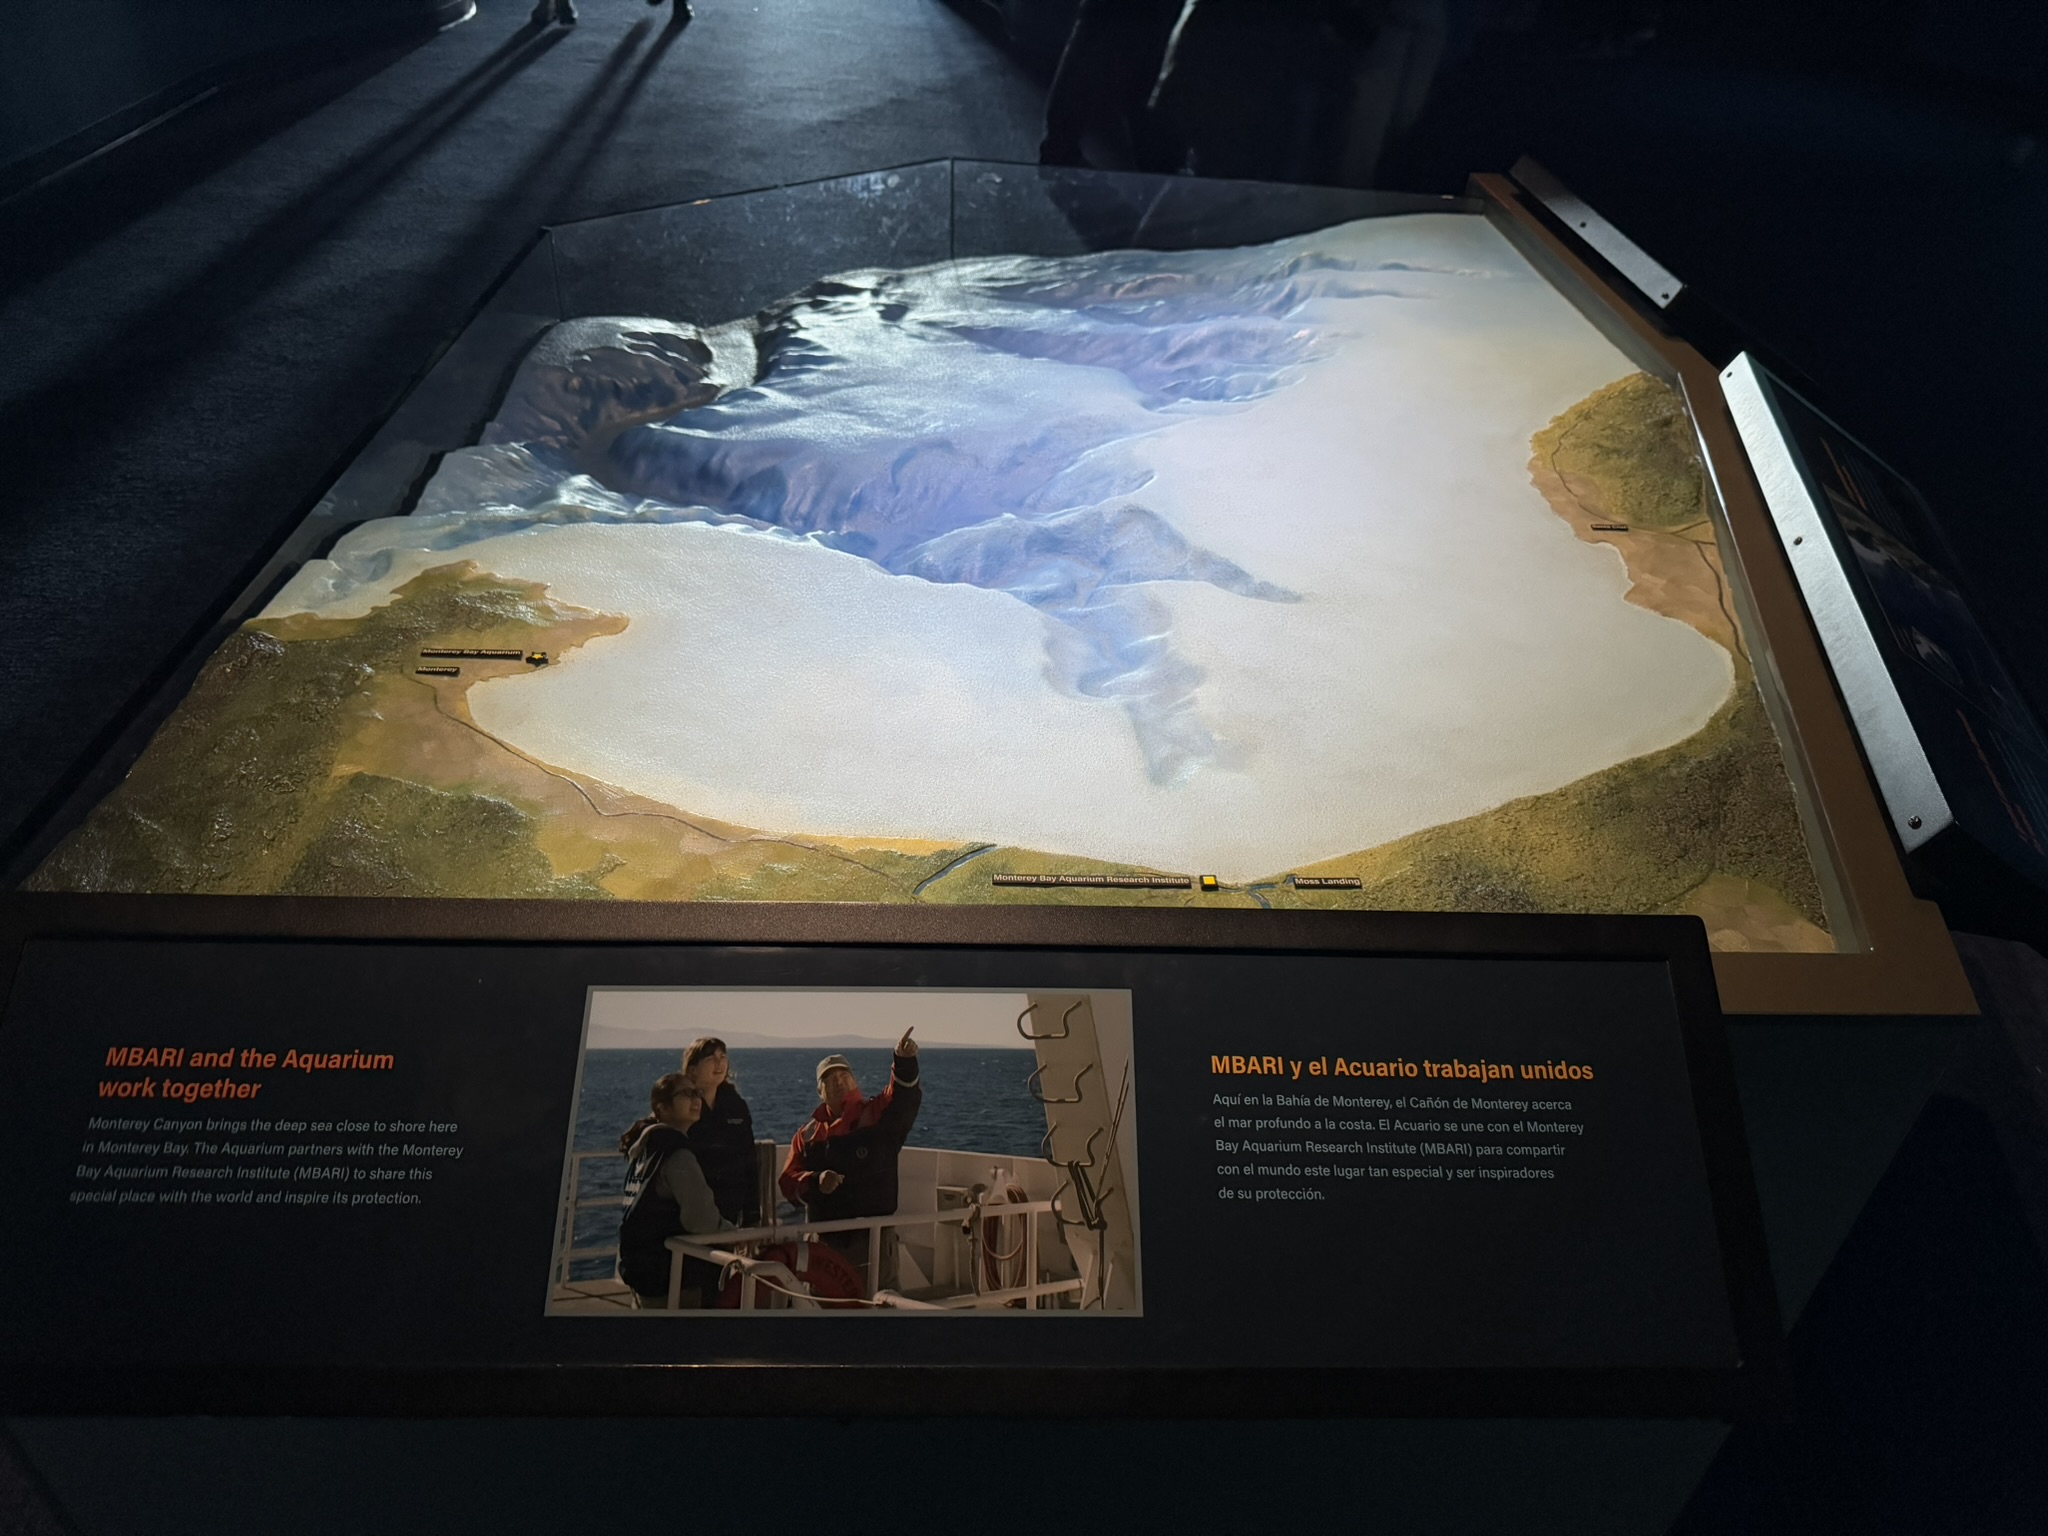 Santa Cruz
Monterey Bay Aquarium
Monterey
Monterey Bay Aquarium Research Institute
Moss Landing
MBARI and the Aquarium
work together
Monterey Canyon brings the deep sea close to shore here
in Monterey Bay. The Aquarium partners with the Monterey
Bay Aquarium Research Institute (MBARI) to share this
special place with the world and inspire its protection.
MBARI y el Acuario trabajan unidos
Aquí en la Bahía de Monterey, el Cañón de Monterey acerca
el mar profundo a la costa. El Acuario se une con el Monterey
Bay Aquarium Research Institute (MBARI) para compartir
con el mundo este lugar tan especial y ser inspiradores
de su protección.